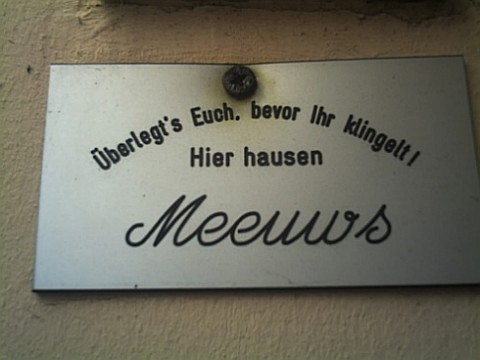 Überlegt's Euch, bevor Ihr klingelt!
Hier hausen
Meeuws